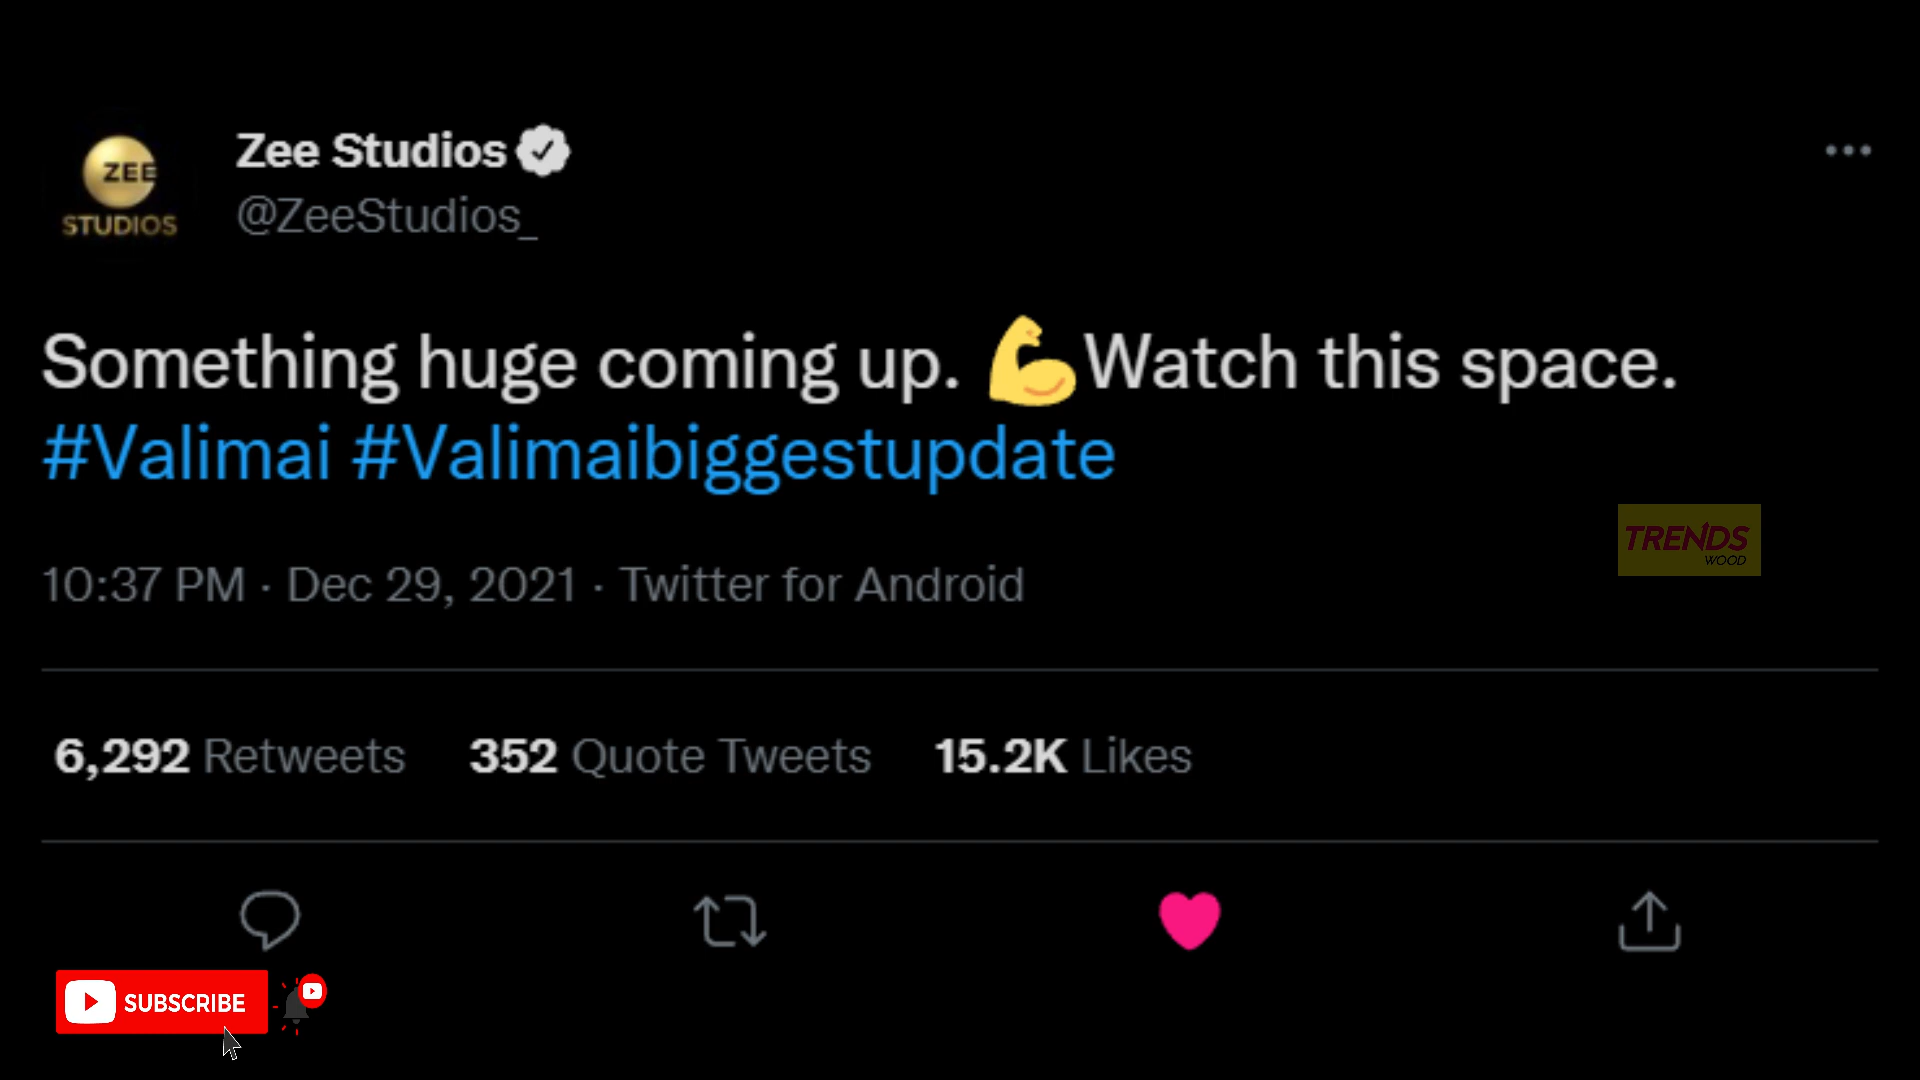 ZEE
STUDIOS
Zee Studios
@ZeeStudios_
Something huge coming up. 💪Watch this space.
#Valimai #Valimaibiggestupdate
TRENDS
WOOD
10:37 PM · Dec 29, 2021 · Twitter for Android
6,292 Retweets 352 Quote Tweets 15.2K Likes
SUBSCRIBE